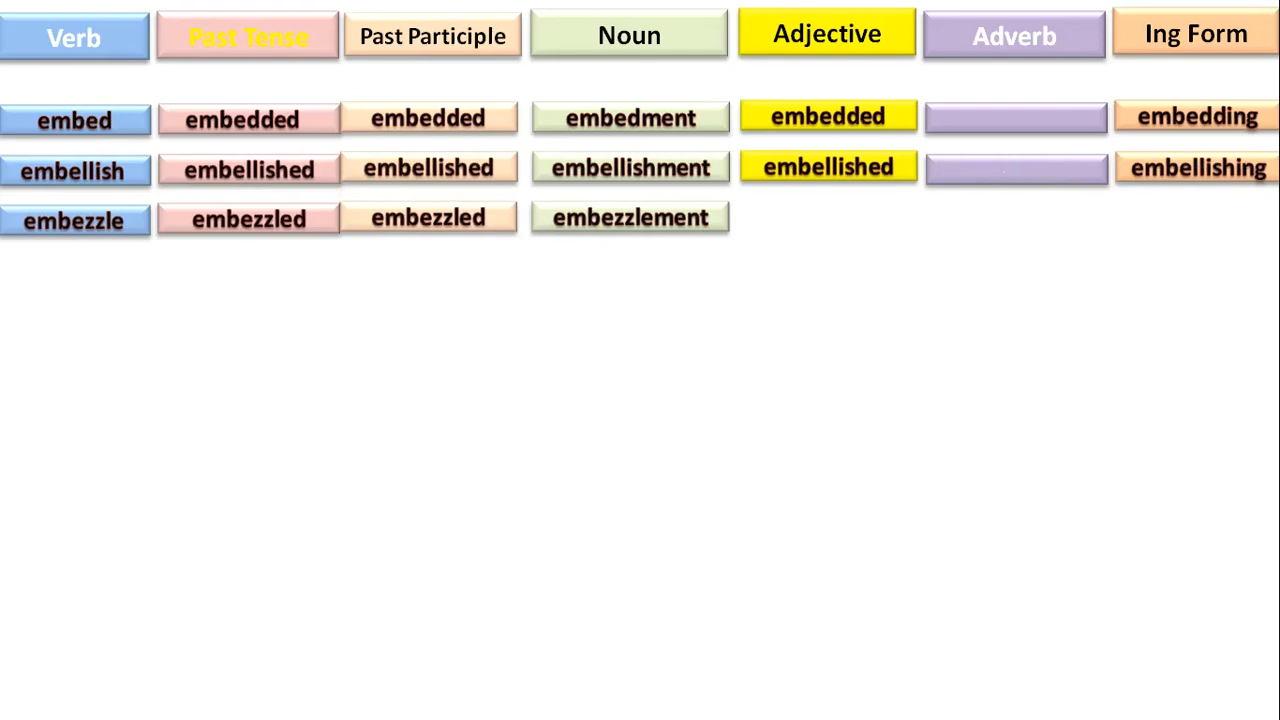 Verb Past Tense Past Participle Noun Adjective Adverb Ing Form
embed embedded embedded embedment embedded embedding
embellish embellished embellished embellishment embellished embellishing
embezzle embezzled embezzled embezzlement